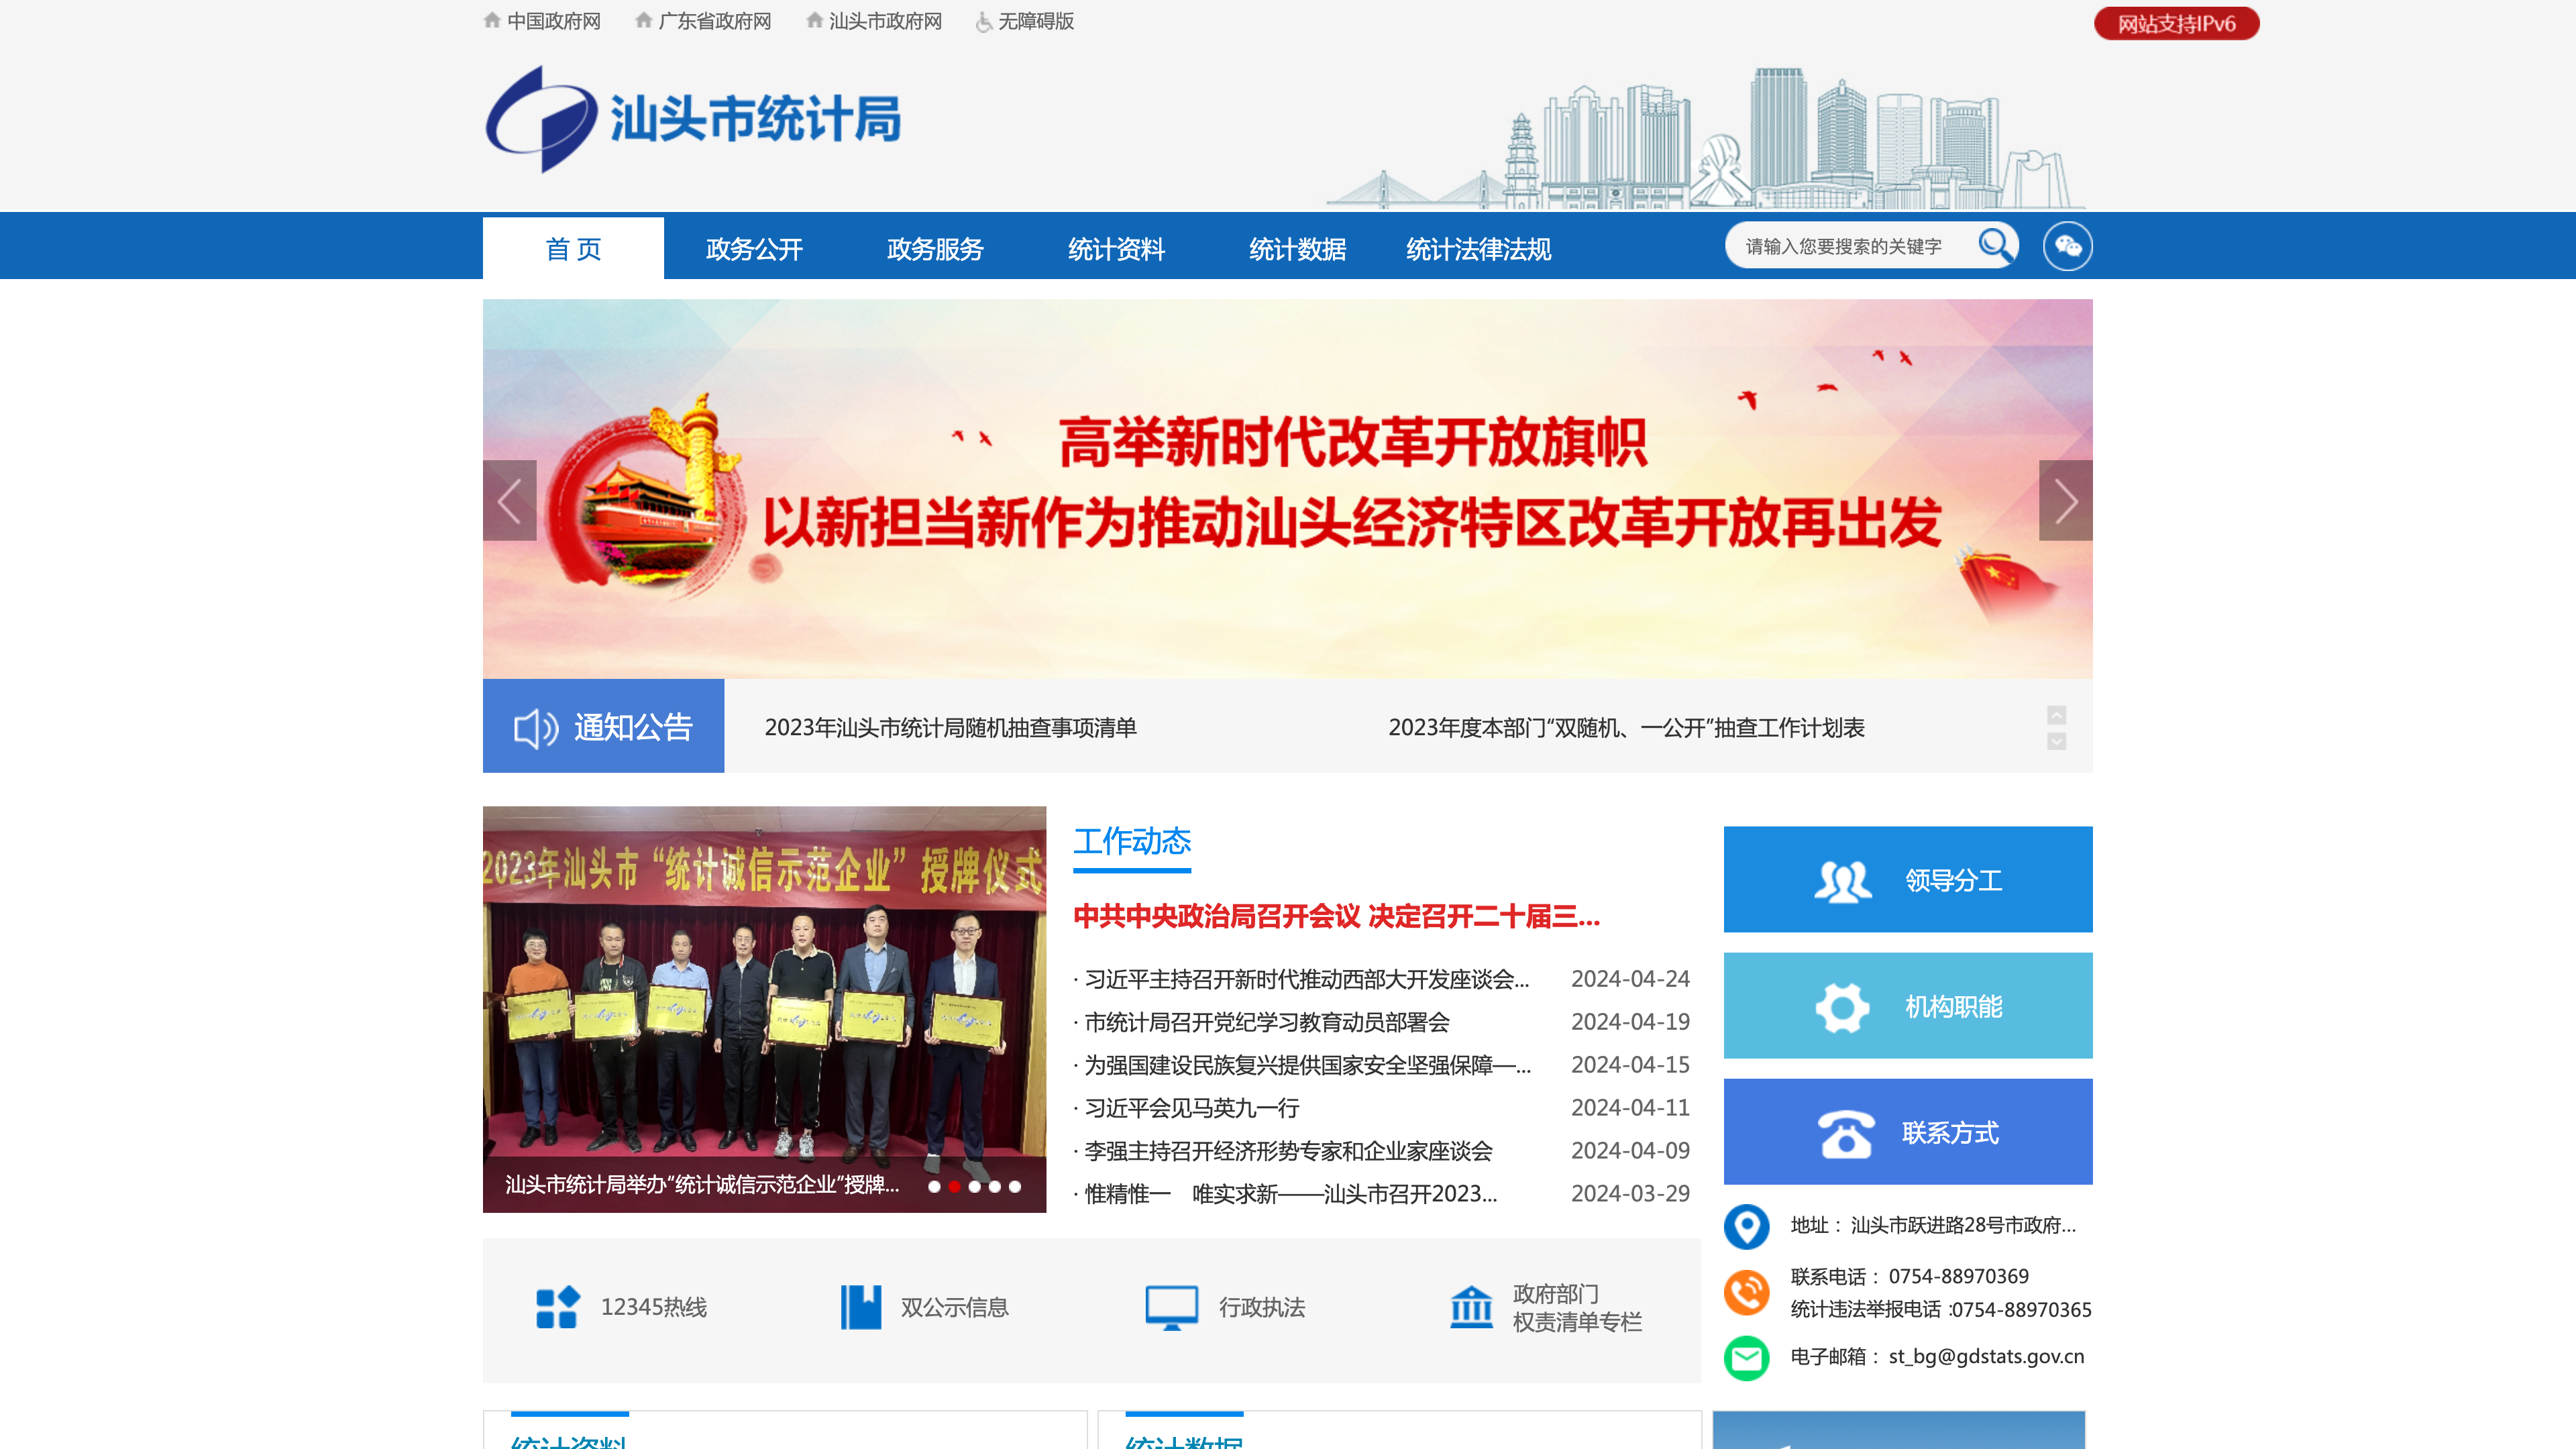 中国政府网
广东省政府网
汕头市政府网
无障碍版
网站支持IPv6
汕头市统计局
首 页
政务公开
政务服务
统计资料
统计数据
统计法律法规
请输入您要搜索的关键字
高举新时代改革开放旗帜
以新担当新作为推动汕头经济特区改革开放再出发
通知公告
2023年汕头市统计局随机抽查事项清单
2023年度本部门“双随机、一公开”抽查工作计划表
2023年汕头市“统计诚信示范企业”授牌仪式
汕头市统计局举办“统计诚信示范企业”授牌...
工作动态
中共中央政治局召开会议 决定召开二十届三...
· 习近平主持召开新时代推动西部大开发座谈会... 2024-04-24
· 市统计局召开党纪学习教育动员部署会 2024-04-19
· 为强国建设民族复兴提供国家安全坚强保障—... 2024-04-15
· 习近平会见马英九一行 2024-04-11
· 李强主持召开经济形势专家和企业家座谈会 2024-04-09
· 惟精惟一　唯实求新——汕头市召开2023... 2024-03-29
领导分工
机构职能
联系方式
地址： 汕头市跃进路28号市政府...
联系电话： 0754-88970369
统计违法举报电话 :0754-88970365
电子邮箱： st_bg@gdstats.gov.cn
12345热线
双公示信息
行政执法
政府部门
权责清单专栏
统计资料
统计数据